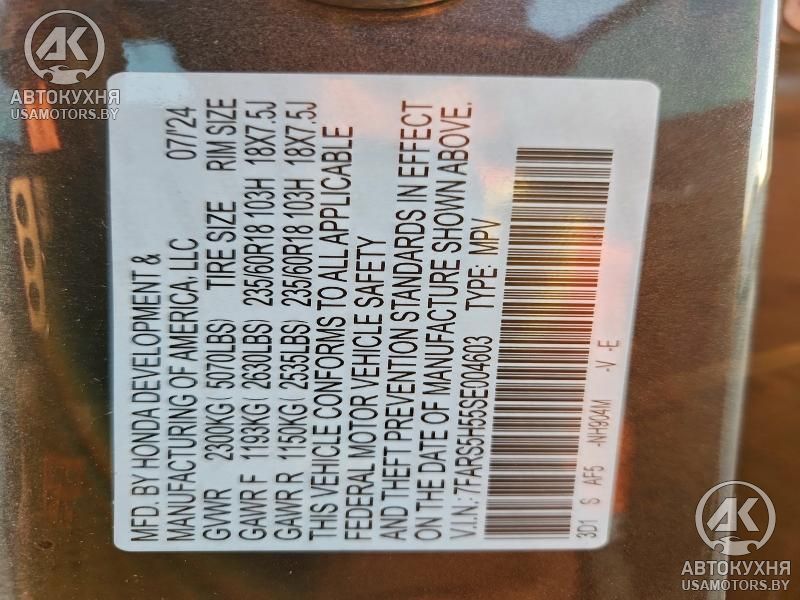 AK
АВТОКУХНЯ
USAMOTORS.BY
MFD. BY HONDA DEVELOPMENT &
MANUFACTURING OF AMERICA, LLC 07/'24
GVWR 2300KG ( 5070LBS) TIRE SIZE RIM SIZE
GAWR F 1193KG ( 2630LBS) 235/60R18 103H 18X7.5J
GAWR R 1150KG ( 2535LBS) 235/60R18 103H 18X7.5J
THIS VEHICLE CONFORMS TO ALL APPLICABLE
FEDERAL MOTOR VEHICLE SAFETY
AND THEFT PREVENTION STANDARDS IN EFFECT
ON THE DATE OF MANUFACTURE SHOWN ABOVE.
V.I.N.: 7FARS5H55SE004603 TYPE: MPV
3D1 S AF5 -NH904M -V -E
AK
АВТОКУХНЯ
USAMOTORS.BY